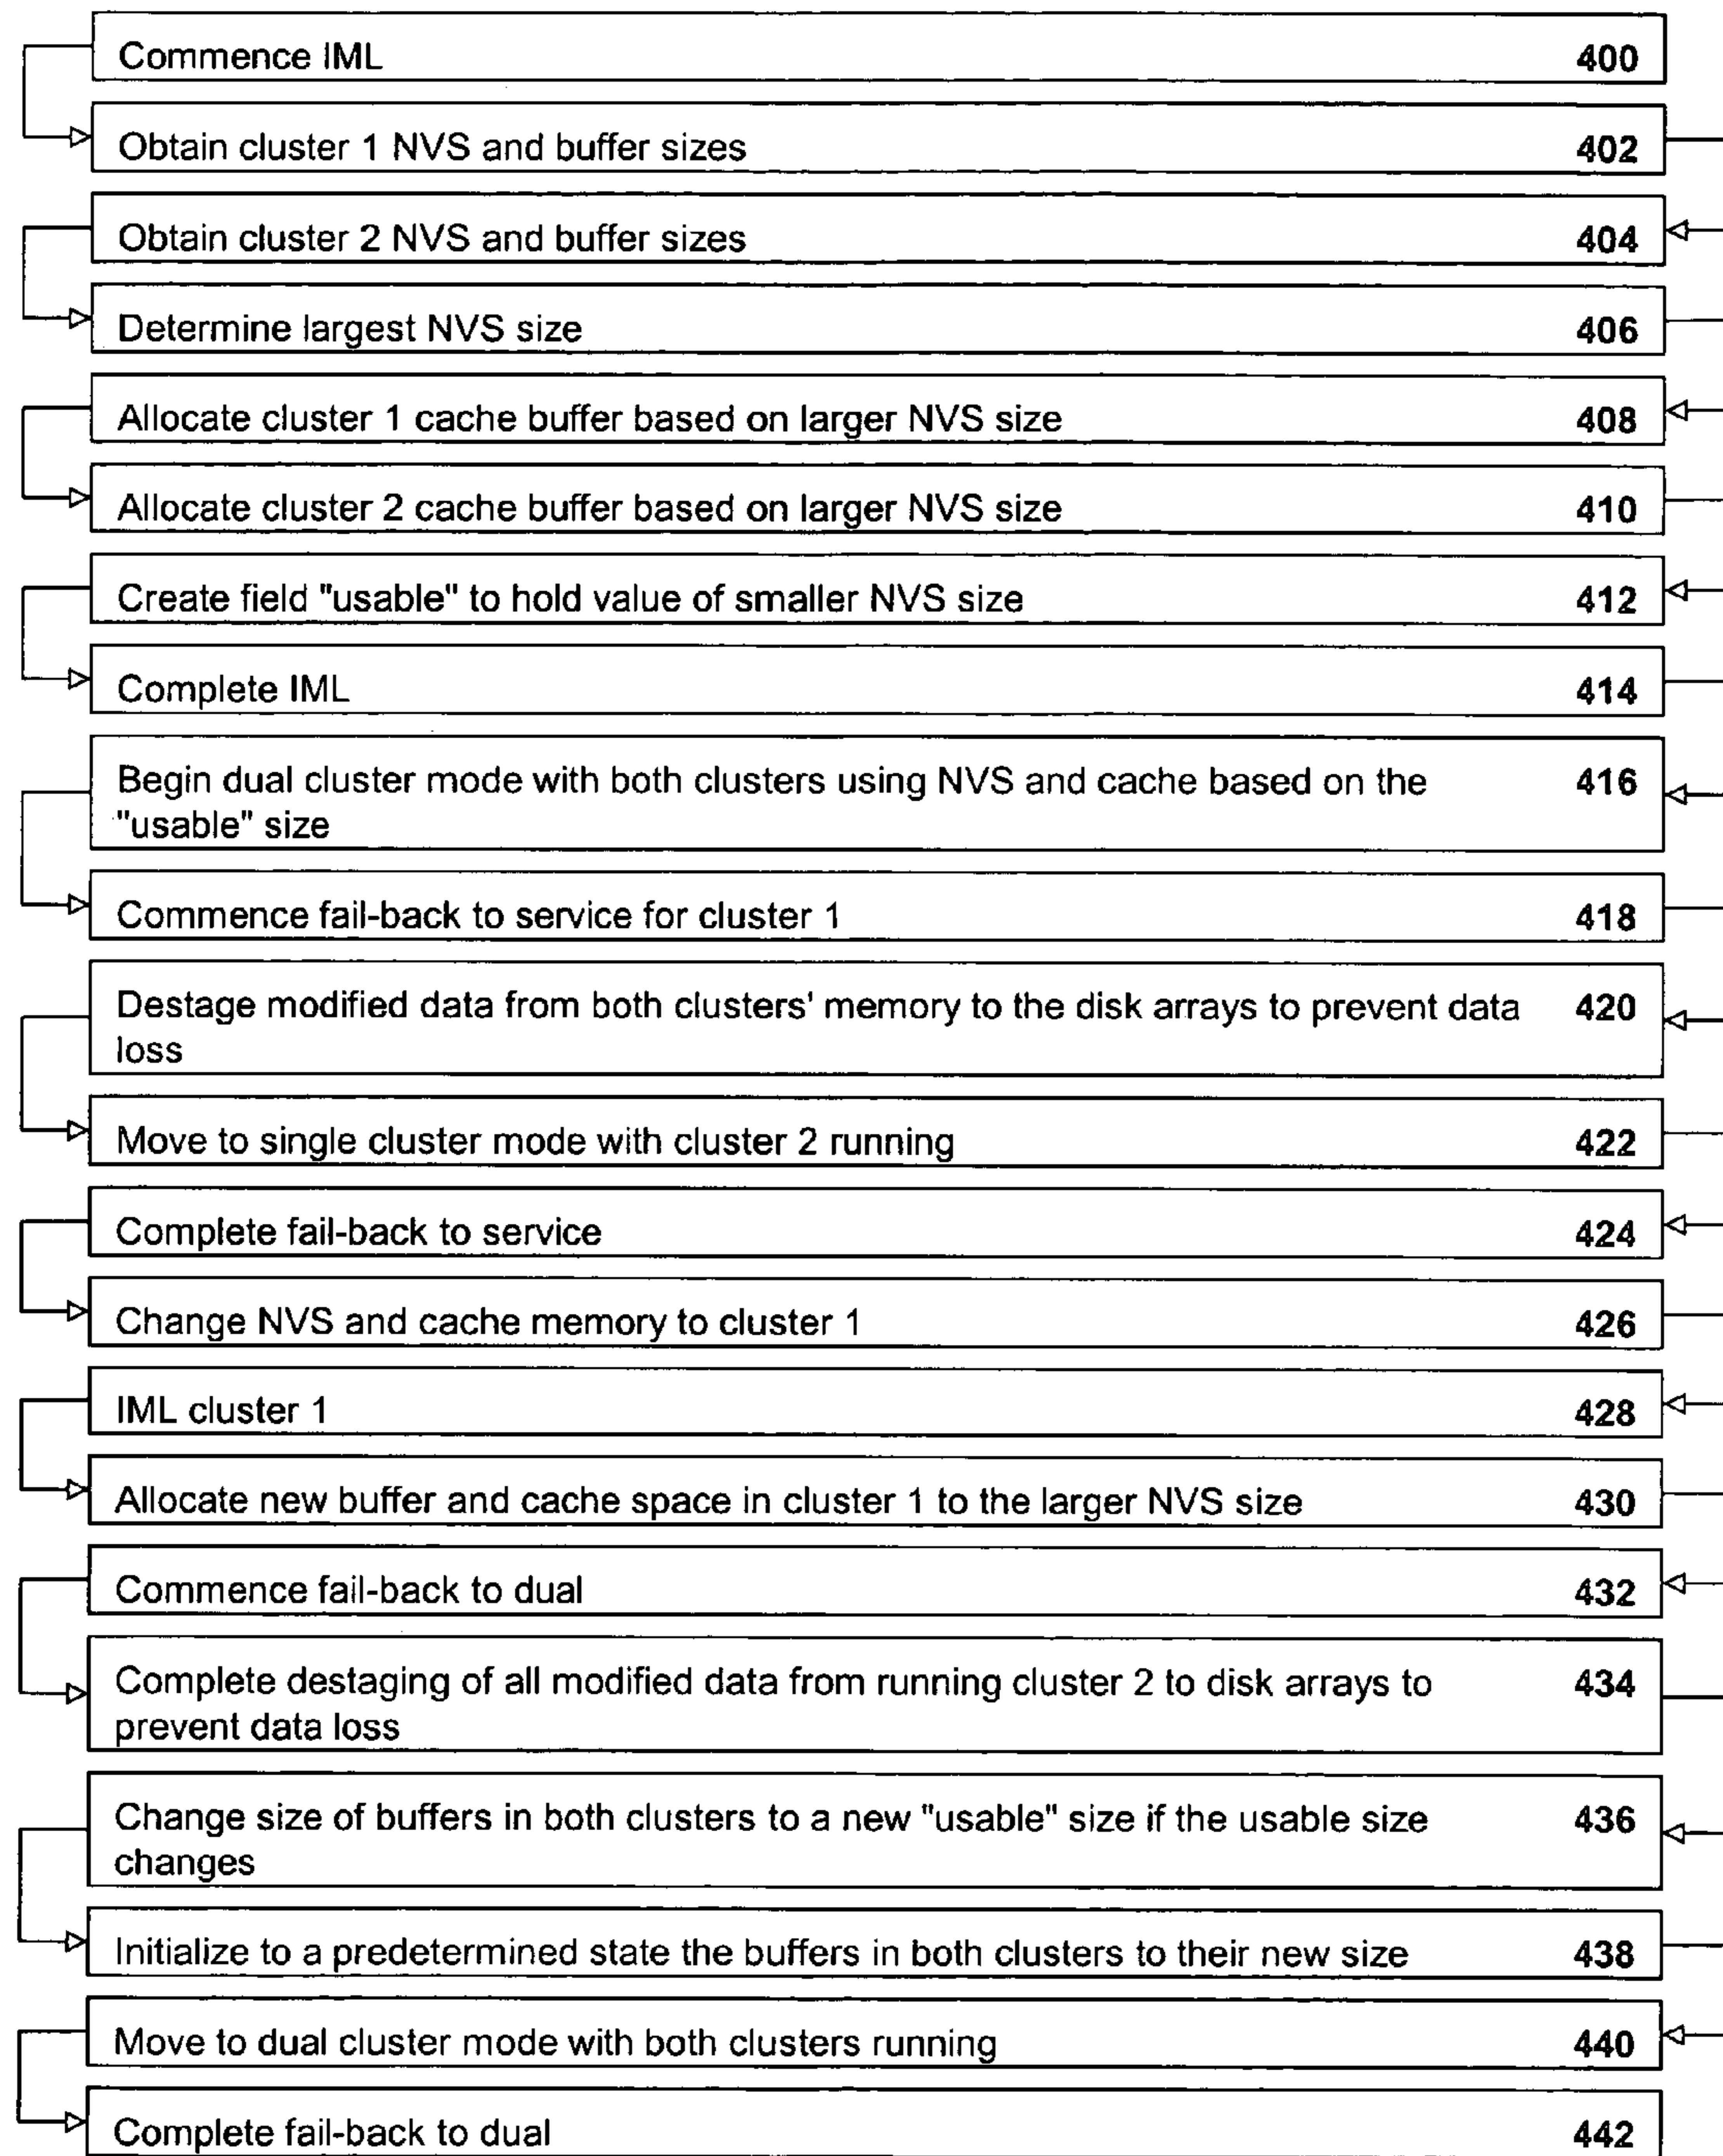 Commence IML 400
Obtain cluster 1 NVS and buffer sizes 402
Obtain cluster 2 NVS and buffer sizes 404
Determine largest NVS size 406
Allocate cluster 1 cache buffer based on larger NVS size 408
Allocate cluster 2 cache buffer based on larger NVS size 410
Create field "usable" to hold value of smaller NVS size 412
Complete IML 414
Begin dual cluster mode with both clusters using NVS and cache based on the 416
"usable" size
Commence fail-back to service for cluster 1 418
Destage modified data from both clusters' memory to the disk arrays to prevent data 420
loss
Move to single cluster mode with cluster 2 running 422
Complete fail-back to service 424
Change NVS and cache memory to cluster 1 426
IML cluster 1 428
Allocate new buffer and cache space in cluster 1 to the larger NVS size 430
Commence fail-back to dual 432
Complete destaging of all modified data from running cluster 2 to disk arrays to 434
prevent data loss
Change size of buffers in both clusters to a new "usable" size if the usable size 436
changes
Initialize to a predetermined state the buffers in both clusters to their new size 438
Move to dual cluster mode with both clusters running 440
Complete fail-back to dual 442